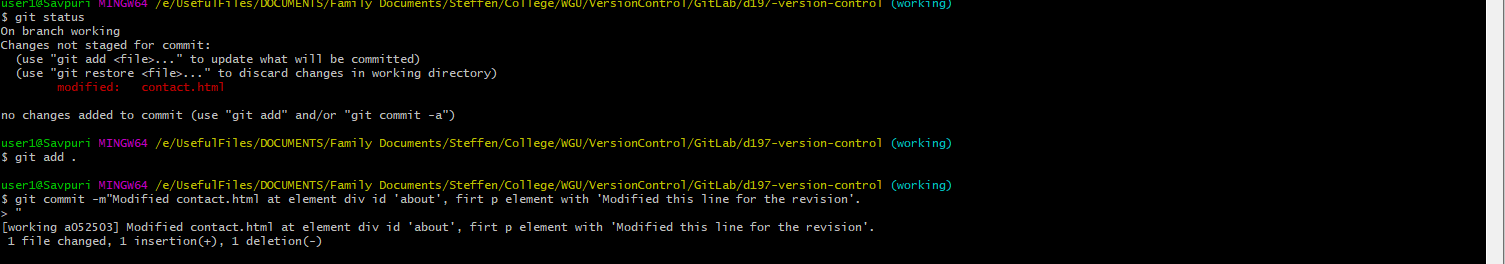 user1@Savpuri MINGW64 /e/UsefulFiles/DOCUMENTS/Family Documents/Steffen/College/WGU/VersionControl/GitLab/d197-version-control (working)
$ git status
On branch working
Changes not staged for commit:
  (use "git add <file>..." to update what will be committed)
  (use "git restore <file>..." to discard changes in working directory)
        modified:   contact.html

no changes added to commit (use "git add" and/or "git commit -a")

user1@Savpuri MINGW64 /e/UsefulFiles/DOCUMENTS/Family Documents/Steffen/College/WGU/VersionControl/GitLab/d197-version-control (working)
$ git add .

user1@Savpuri MINGW64 /e/UsefulFiles/DOCUMENTS/Family Documents/Steffen/College/WGU/VersionControl/GitLab/d197-version-control (working)
$ git commit -m"Modified contact.html at element div id 'about', firt p element with 'Modified this line for the revision'.
> "
[working a052503] Modified contact.html at element div id 'about', firt p element with 'Modified this line for the revision'.
 1 file changed, 1 insertion(+), 1 deletion(-)